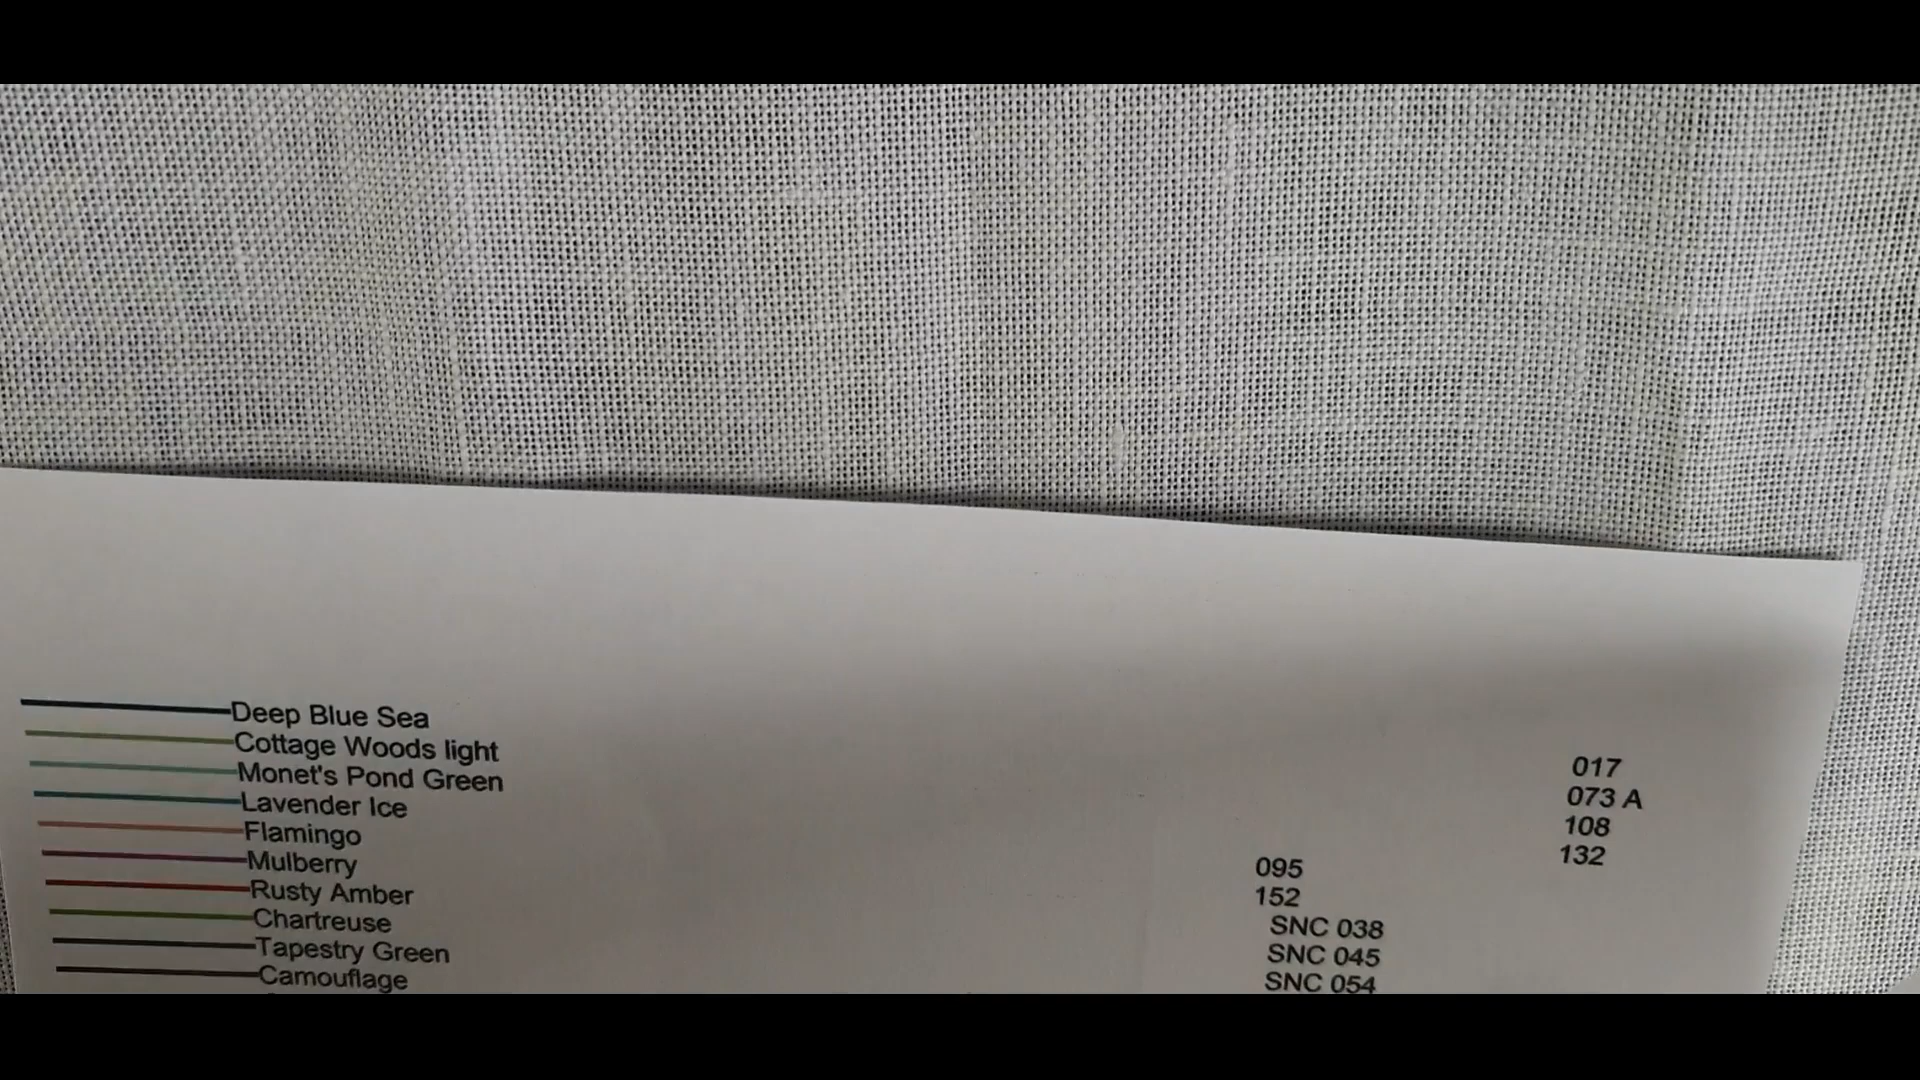 Deep Blue Sea 017
Cottage Woods light 073 A
Monet's Pond Green 108
Lavender Ice 132
Flamingo 095
Mulberry 152
Rusty Amber SNC 038
Chartreuse SNC 045
Tapestry Green SNC 054
Camouflage